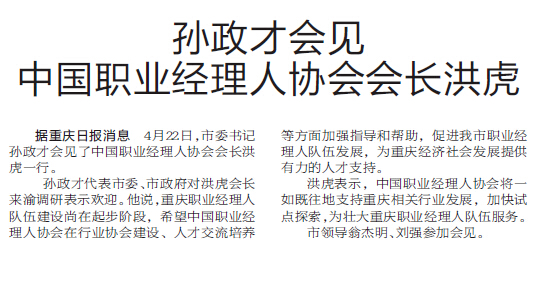 孙政才会见
中国职业经理人协会会长洪虎
据重庆日报消息 4月22日,市委书记
孙政才会见了中国职业经理人协会会长洪
虎一行。
孙政才代表市委、市政府对洪虎会长
来渝调研表示欢迎。他说,重庆职业经理人
队伍建设尚在起步阶段，希望中国职业经
理人协会在行业协会建设、人才交流培养
等方面加强指导和帮助，促进我市职业经
理人队伍发展，为重庆经济社会发展提供
有力的人才支持。
洪虎表示，中国职业经理人协会将一
如既往地支持重庆相关行业发展，加快试
点探索,为壮大重庆职业经理人队伍服务。
市领导翁杰明、刘强参加会见。